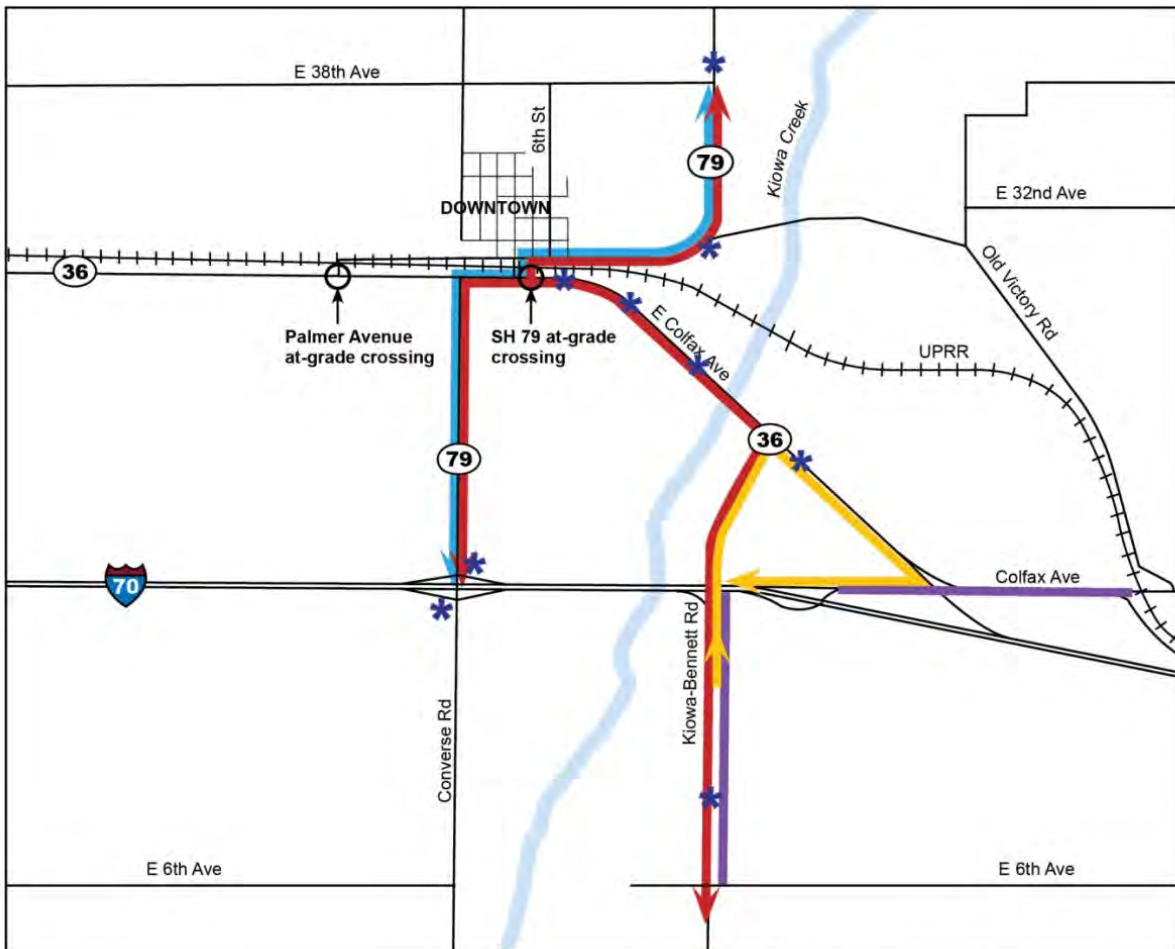 E 38th Ave
6th St
79
Kiowa Creek
E 32nd Ave
DOWNTOWN
Old Victory Rd
36
Palmer Avenue
at-grade crossing
SH 79 at-grade
crossing
E Colfax Ave
UPRR
79
36
70
Colfax Ave
Kiowa-Bennett Rd
Converse Rd
E 6th Ave
E 6th Ave